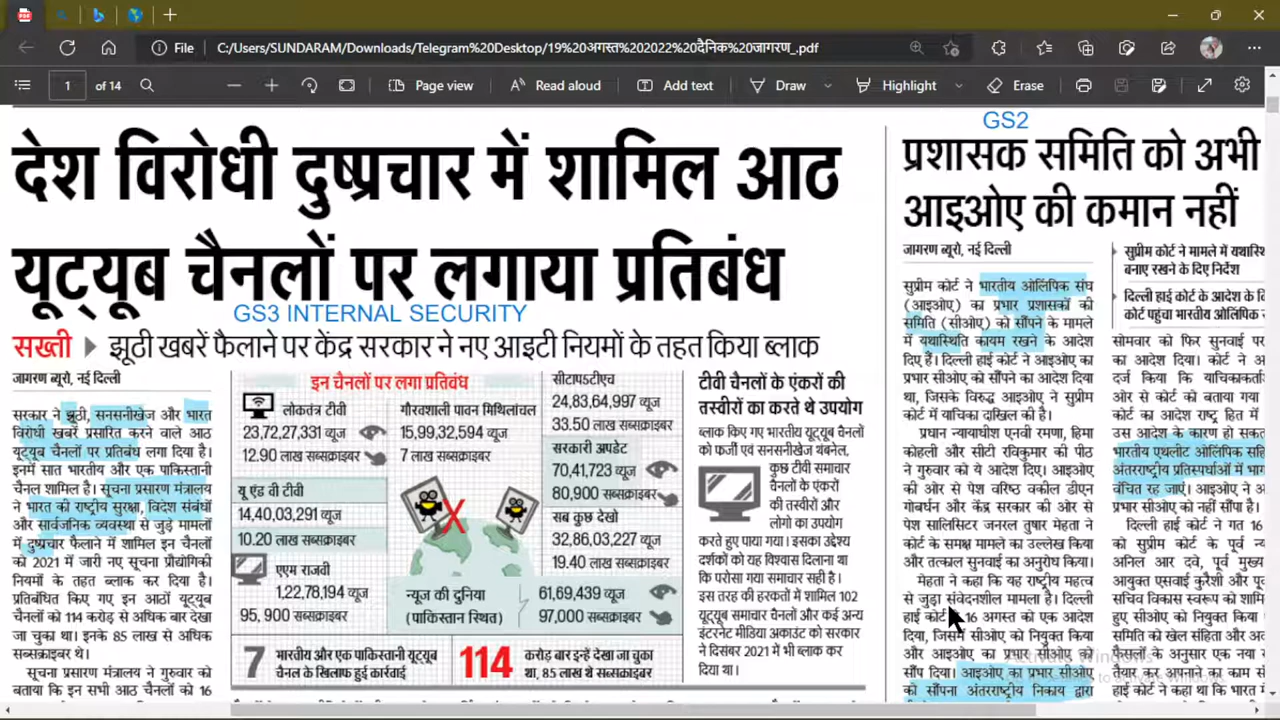 File
C:/Users/SUNDARAM/Downloads/Telegram%20Desktop/19%20अगस्त%202022%20दैनिक%20जागरण_.pdf
1 of 14
Page view
Read aloud
Add text
Draw
Highlight
Erase
देश विरोधी दुष्प्रचार में शामिल आठ
यूट्यूब चैनलों पर लगाया प्रतिबंध
GS3 INTERNAL SECURITY
सख्ती ▶ झूठी खबरें फैलाने पर केंद्र सरकार ने नए आइटी नियमों के तहत किया ब्लाक
जागरण ब्यूरो, नई दिल्ली
सरकार ने झूठी, सनसनीखेज और भारत
विरोधी खबरें प्रसारित करने वाले आठ
यूट्यूब चैनलों पर प्रतिबंध लगा दिया है।
इनमें सात भारतीय और एक पाकिस्तानी
चैनल शामिल है। सूचना प्रसारण मंत्रालय
ने भारत की राष्ट्रीय सुरक्षा, विदेश संबंधों
और सार्वजनिक व्यवस्था से जुड़े मामलों
में दुष्प्रचार फैलाने में शामिल इन चैनलों
को 2021 में जारी नए सूचना प्रौद्योगिकी
नियमों के तहत ब्लाक कर दिया है।
प्रतिबंधित किए गए इन आठों यूट्यूब
चैनलों को 114 करोड़ से अधिक बार देखा
जा चुका था। इनके 85 लाख से अधिक
सब्सक्राइबर थे।
सूचना प्रसारण मंत्रालय ने गुरुवार को
बताया कि इन सभी आठ चैनलों को 16
इन चैनलों पर लगा प्रतिबंध
लोकतंत्र टीवी
23,72,27,331 व्यूज
12.90 लाख सब्सक्राइबर
यू एंड वी टीवी
14,40,03,291 व्यूज
10.20 लाख सब्सक्राइबर
एएम राजवी
1,22,78,194 व्यूज
95,900 सब्सक्राइबर
गौरवशाली पावन मिथिलांचल
15,99,32,594 व्यूज
7 लाख सब्सक्राइबर
सीटाप5टीएच
24,83,64,997 व्यूज
33.50 लाख सब्सक्राइबर
सरकारी अपडेट
70,41,723 व्यूज
80,900 सब्सक्राइबर
सब कुछ देखो
32,86,03,227 व्यूज
19.40 लाख सब्सक्राइबर
न्यूज की दुनिया
(पाकिस्तान स्थित)
61,69,439 व्यूज
97,000 सब्सक्राइबर
7 भारतीय और एक पाकिस्तानी यूट्यूब
चैनल के खिलाफ हुई कार्रवाई
114 करोड़ बार इन्हें देखा जा चुका
था, 85 लाख थे सब्सक्राइबर
टीवी चैनलों के एंकरों की
तस्वीरों का करते थे उपयोग
ब्लाक किए गए भारतीय यूट्यूब चैनलों
को फर्जी एवं सनसनीखेज थंबनेल,
कुछ टीवी समाचार
चैनलों के एंकरों
की तस्वीरों और
लोगो का उपयोग
करते हुए पाया गया। इसका उद्देश्य
दर्शकों को यह विश्वास दिलाना था
कि परोसा गया समाचार सही है।
इस तरह की हरकतों में शामिल 102
यूट्यूब समाचार चैनलों और कई अन्य
इंटरनेट मीडिया अकाउंट को सरकार
ने दिसंबर 2021 में भी ब्लाक कर
दिया था।
GS2
प्रशासक समिति को अभी
आइओए की कमान नहीं
जागरण ब्यूरो, नई दिल्ली
सुप्रीम कोर्ट ने भारतीय ओलिंपिक संघ
(आइओए) का प्रभार प्रशासकों की
समिति (सीओए) को सौंपने के मामले
में यथास्थिति कायम रखने के आदेश
दिए हैं। दिल्ली हाई कोर्ट ने आइओए का
प्रभार सीओए को सौंपने का आदेश दिया
था, जिसके विरुद्ध आइओए ने सुप्रीम
कोर्ट में याचिका दाखिल की है।
प्रधान न्यायाधीश एनवी रमणा, हिमा
कोहली और सीटी रविकुमार की पीठ
ने गुरुवार को ये आदेश दिए। आइओए
की ओर से पेश वरिष्ठ वकील डीएन
गोबर्धन और केंद्र सरकार की ओर से
पेश सालिसिटर जनरल तुषार मेहता ने
कोर्ट के समक्ष मामले का उल्लेख किया
और तत्काल सुनवाई का अनुरोध किया।
मेहता ने कहा कि यह राष्ट्रीय महत्व
से जुड़ा संवेदनशील मामला है। दिल्ली
हाई कोर्ट 16 अगस्त को एक आदेश
दिया, जिसमें सीओए को नियुक्त किया
और आइओए का प्रभार सीओए को
सौंप दिया। आइओए का प्रभार सीओए
को सौंपना अंतरराष्ट्रीय निकाय द्वारा
सुप्रीम कोर्ट ने मामले में
बनाए रखने के दिए निर्देश
दिल्ली हाई कोर्ट के आदेश के
कोर्ट पहुंचा भारतीय ओलिंपिक
सोमवार को फिर सुनवाई
का आदेश दिया। कोर्ट ने
दर्ज किया कि
ओर से कोर्ट को बताया गया
कोर्ट का आदेश राष्ट्र हित में
उस आदेश के कारण हो
भारतीय एथलीट ओलिंपिक
अंतरराष्ट्रीय प्रतिस्पर्धाओं में
वंचित रह जाएं। आइओए ने
प्रभार सीओए को नहीं सौंपा है।
दिल्ली हाई कोर्ट ने गत 16
को सुप्रीम कोर्ट के पूर्व
अनिल आर दवे, पूर्व मुख्य
आयुक्त एसवाई कुरैशी और
सचिव विकास स्वरूप को
हुए सीओए को नियुक्त किया
समिति को खेल संहिता और
फैसलों के अनुसार एक नया
तैयार कर अपनाने का काम
हाई कोर्ट ने कहा था कि भारत